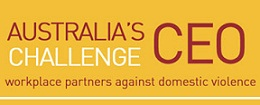 AUSTRALIA'S CEO
CHALLENGE
workplace partners against domestic violence